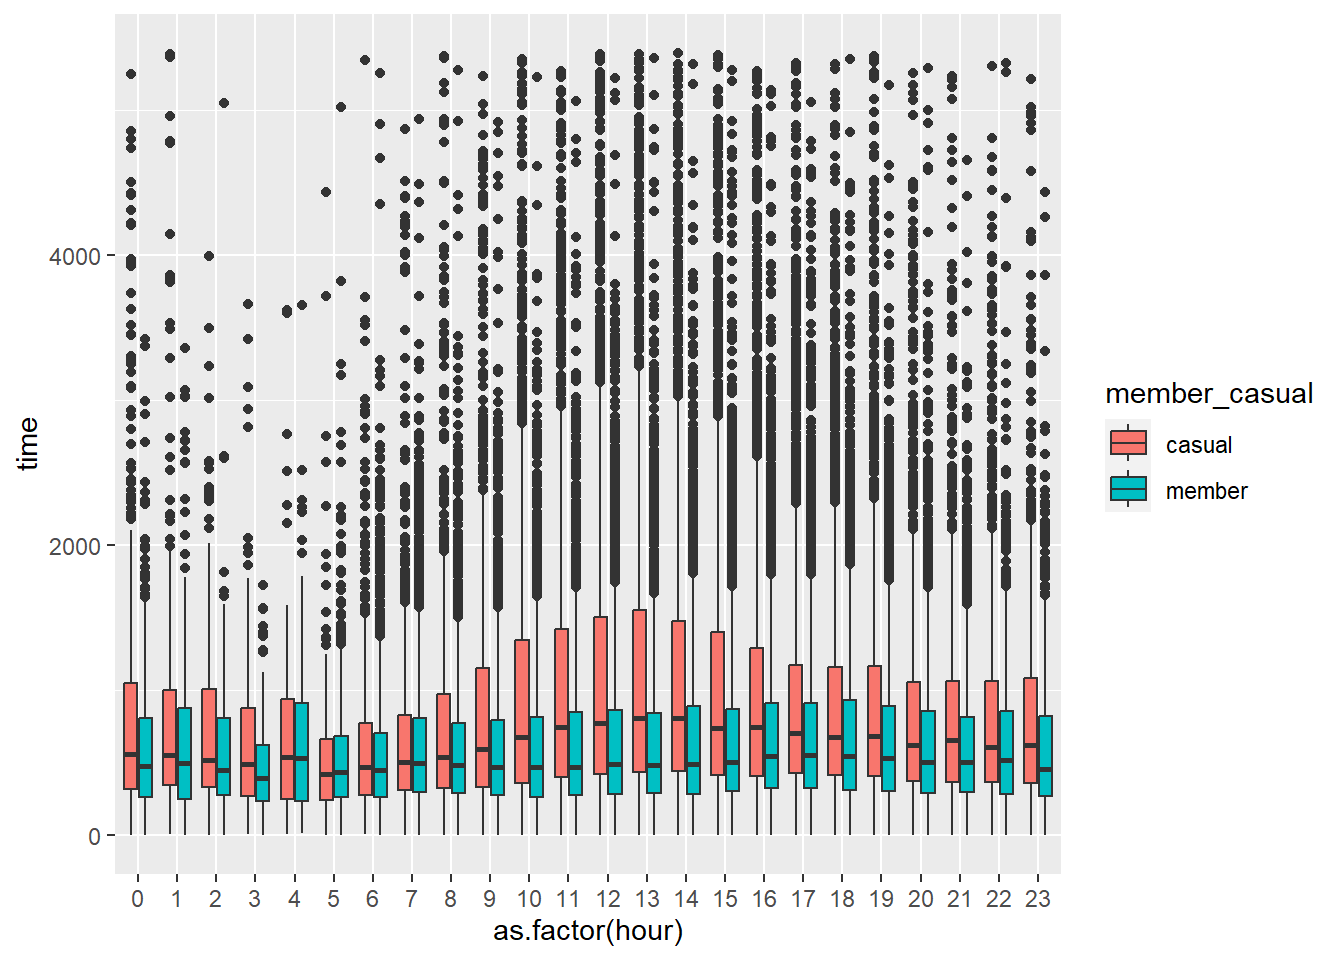 4000
2000
0
time
0 1 2 3 4 5 6 7 8 9 10 11 12 13 14 15 16 17 18 19 20 21 22 23
as.factor(hour)
member_casual
casual
member